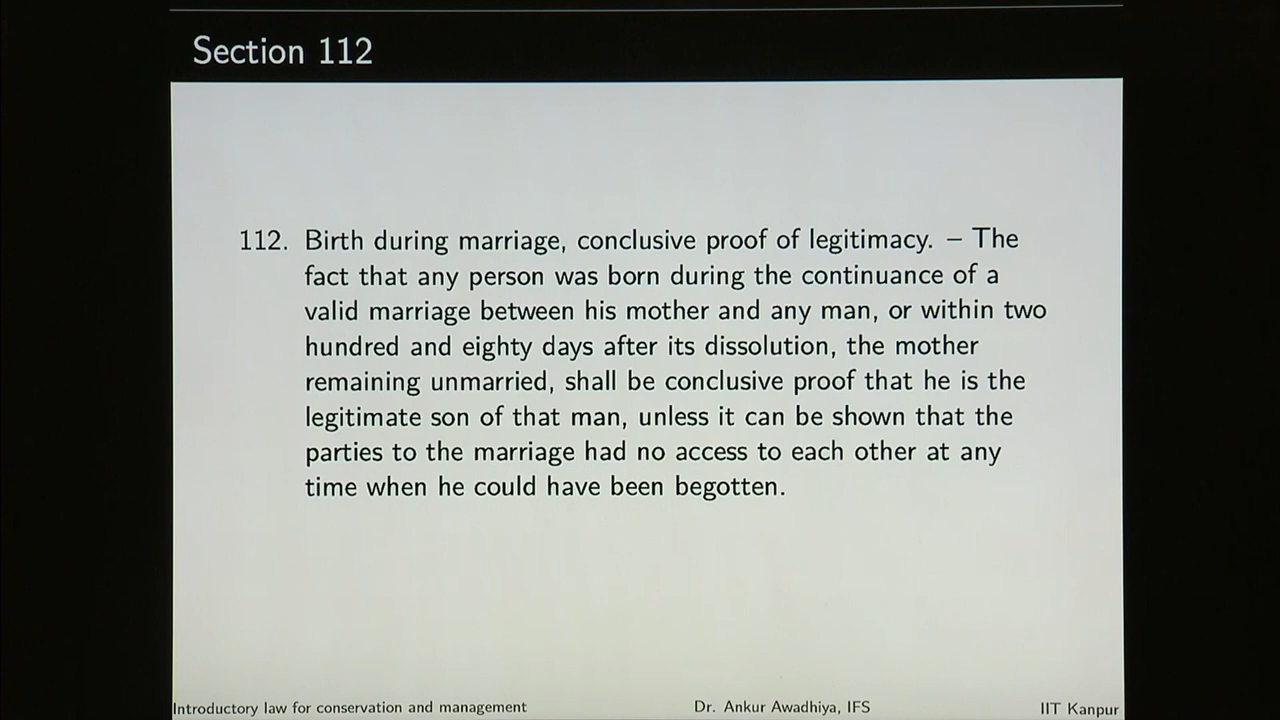 Section 112
112. Birth during marriage, conclusive proof of legitimacy. – The
fact that any person was born during the continuance of a
valid marriage between his mother and any man, or within two
hundred and eighty days after its dissolution, the mother
remaining unmarried, shall be conclusive proof that he is the
legitimate son of that man, unless it can be shown that the
parties to the marriage had no access to each other at any
time when he could have been begotten.
Introductory law for conservation and management Dr. Ankur Awadhiya, IFS IIT Kanpur